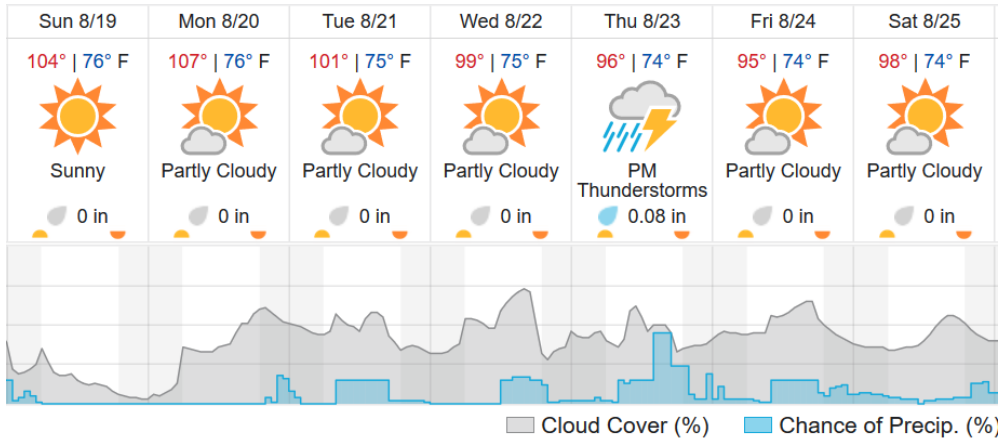 Sun 8/19 Mon 8/20 Tue 8/21 Wed 8/22 Thu 8/23 Fri 8/24 Sat 8/25
104° | 76° F 107° | 76° F 101° | 75° F 99° | 75° F 96° | 74° F 95° | 74° F 98° | 74° F
Sunny Partly Cloudy Partly Cloudy Partly Cloudy PM Partly Cloudy Partly Cloudy
Thunderstorms
0 in 0 in 0 in 0 in 0.08 in 0 in 0 in
Cloud Cover (%) Chance of Precip. (%)